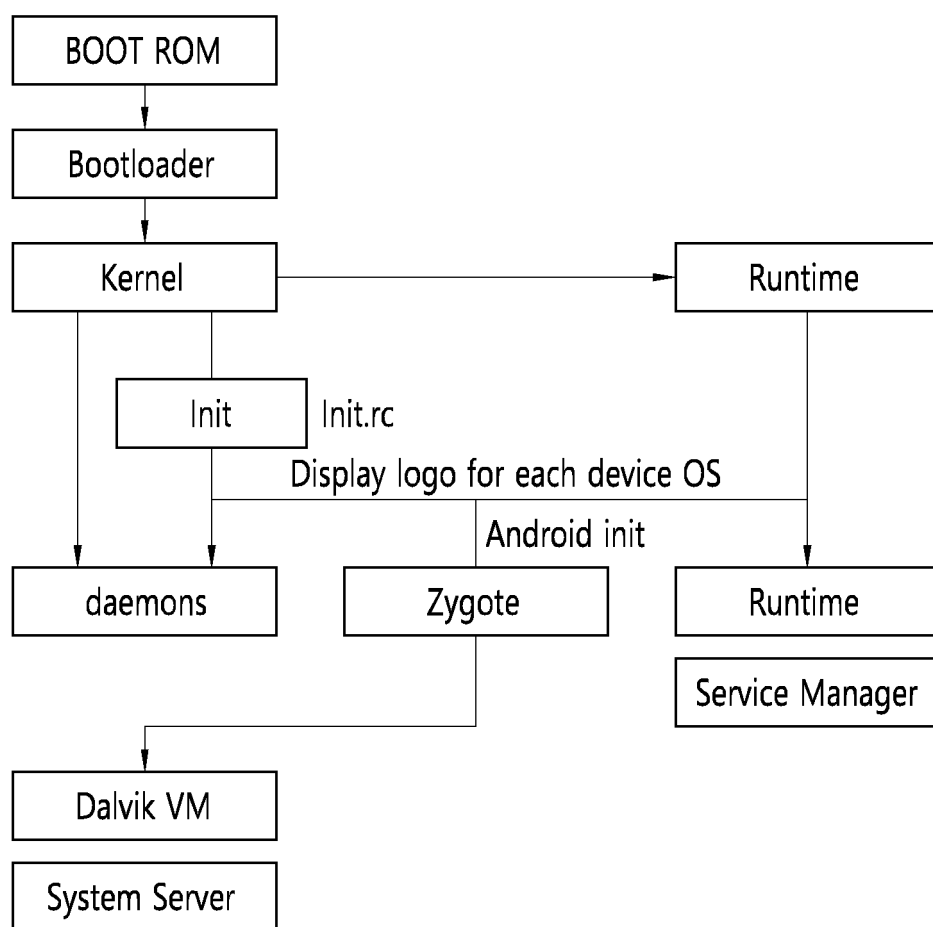 BOOT ROM
Bootloader
Kernel
Runtime
Init
Init.rc
Display logo for each device OS
Android init
daemons
Zygote
Runtime
Service Manager
Dalvik VM
System Server